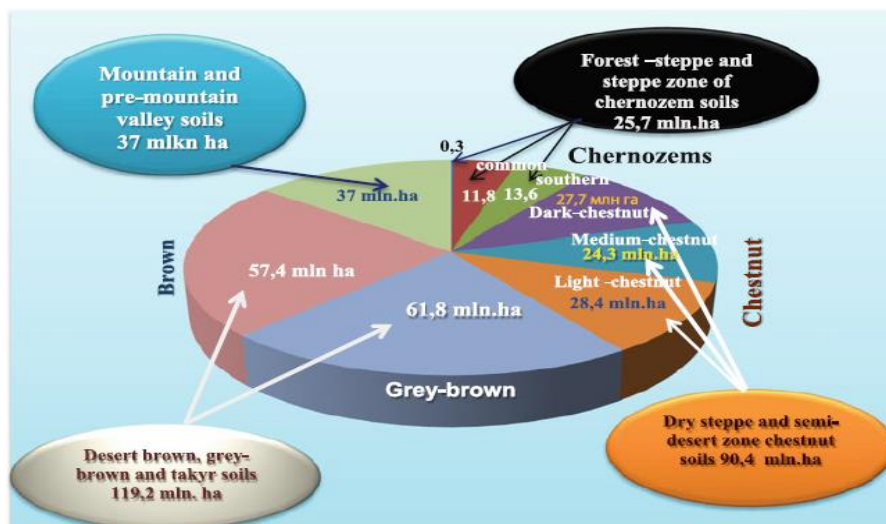 Mountain and
pre-mountain
valley soils
37 mlkn ha
Forest –steppe and
steppe zone of
chernozem soils
25,7 mln.ha
0,3
Chernozems
common
11,8
southern
13,6
37 mln.ha
27,7 млн га
Dark-chestnut
Medium-chestnut
24,3 mln.ha
Light -chestnut
28,4 mln.ha
Chestnut
Brown
57,4 mln ha
61,8 mln.ha
Grey-brown
Desert brown, grey-
brown and takyr soils
119,2 mln. ha
Dry steppe and semi-
desert zone chestnut
soils 90,4 mln.ha